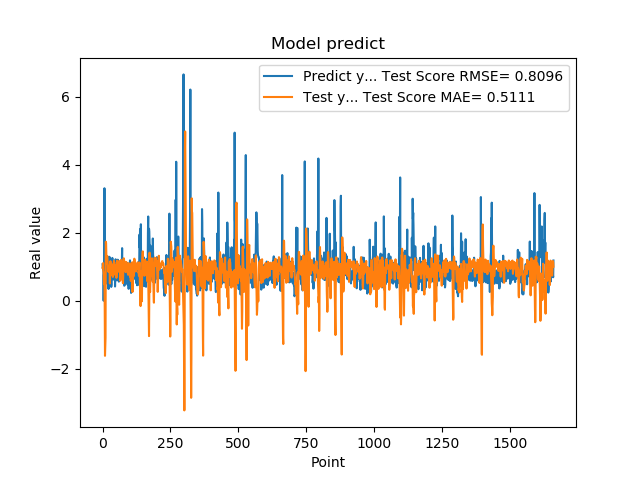 Model predict
Predict y... Test Score RMSE= 0.8096
Test y... Test Score MAE= 0.5111
Real value
6
4
2
0
−2
0 250 500 750 1000 1250 1500
Point